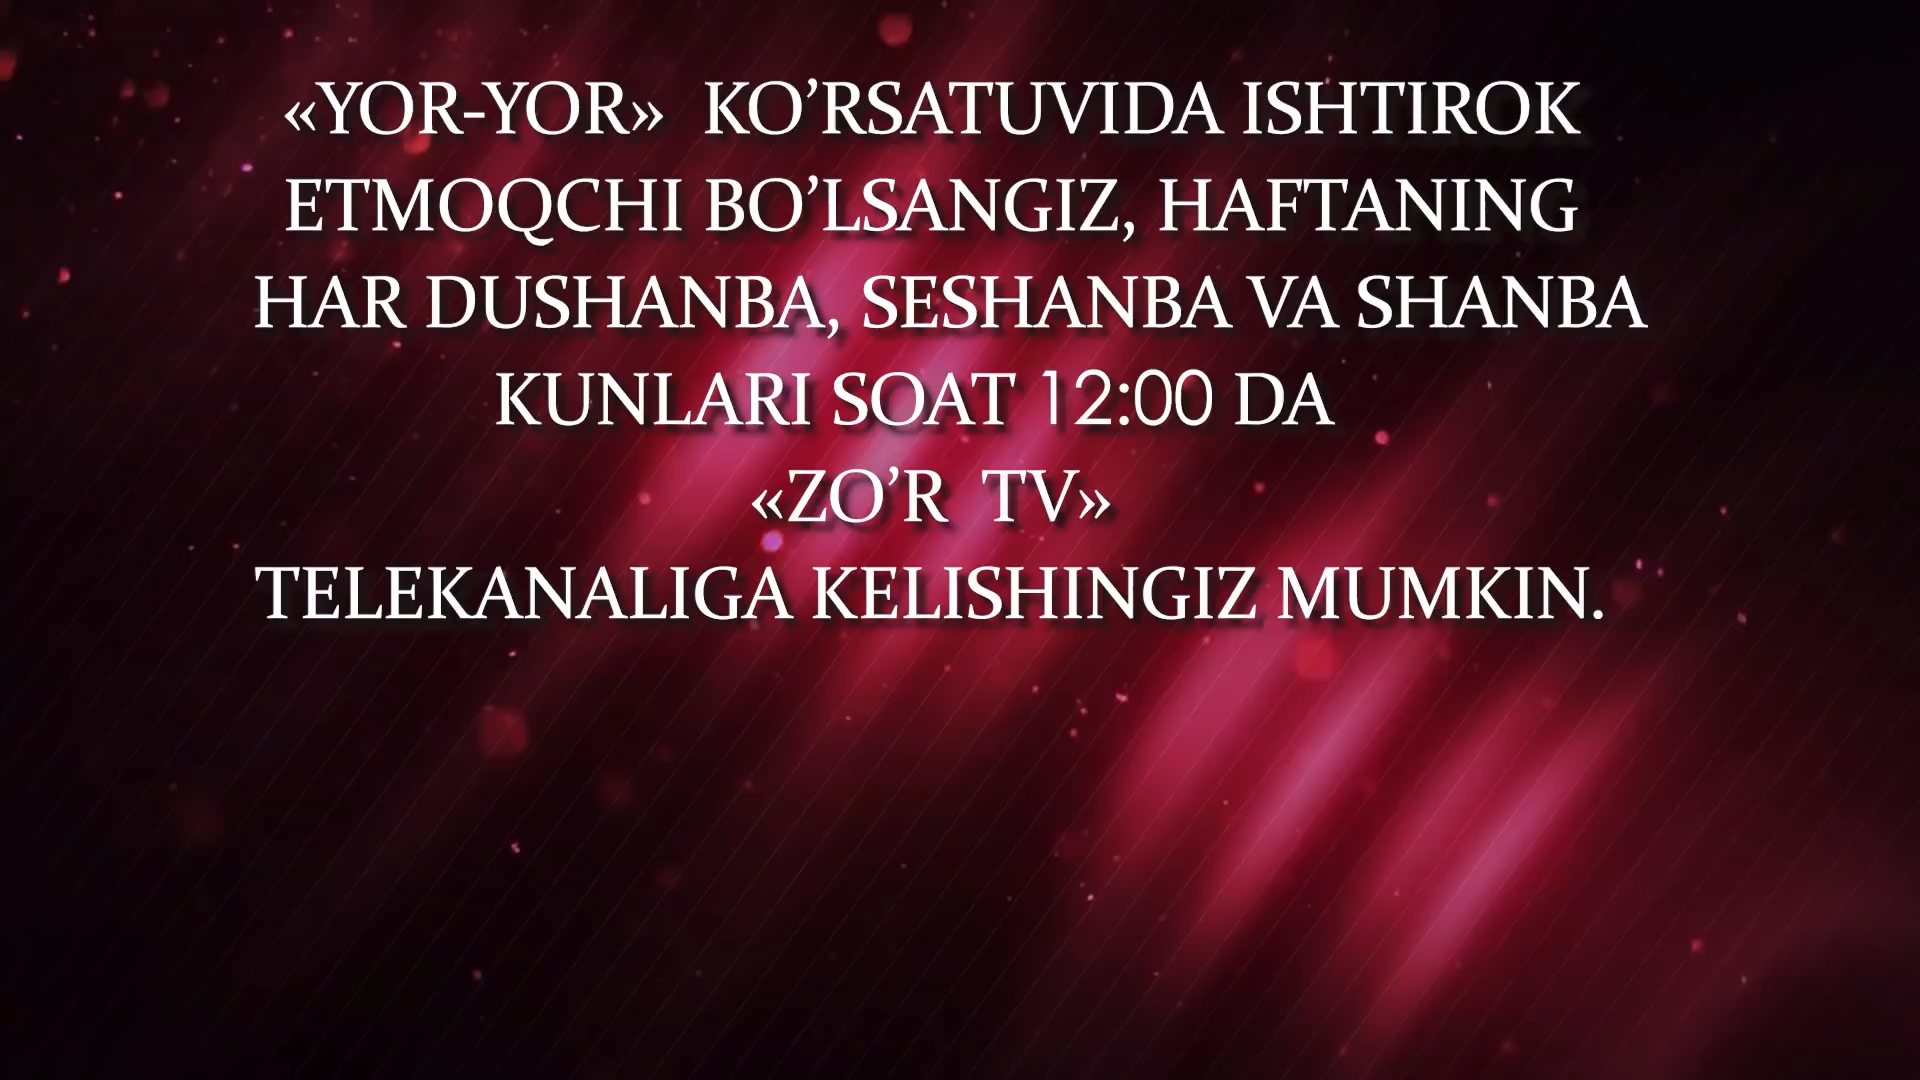 «YOR-YOR» KO’RSATUVIDA ISHTIROK
ETMOQCHI BO’LSANGIZ, HAFTANING
HAR DUSHANBA, SESHANBA VA SHANBA
KUNLARI SOAT 12:00 DA
«ZO’R TV»
TELEKANALIGA KELISHINGIZ MUMKIN.